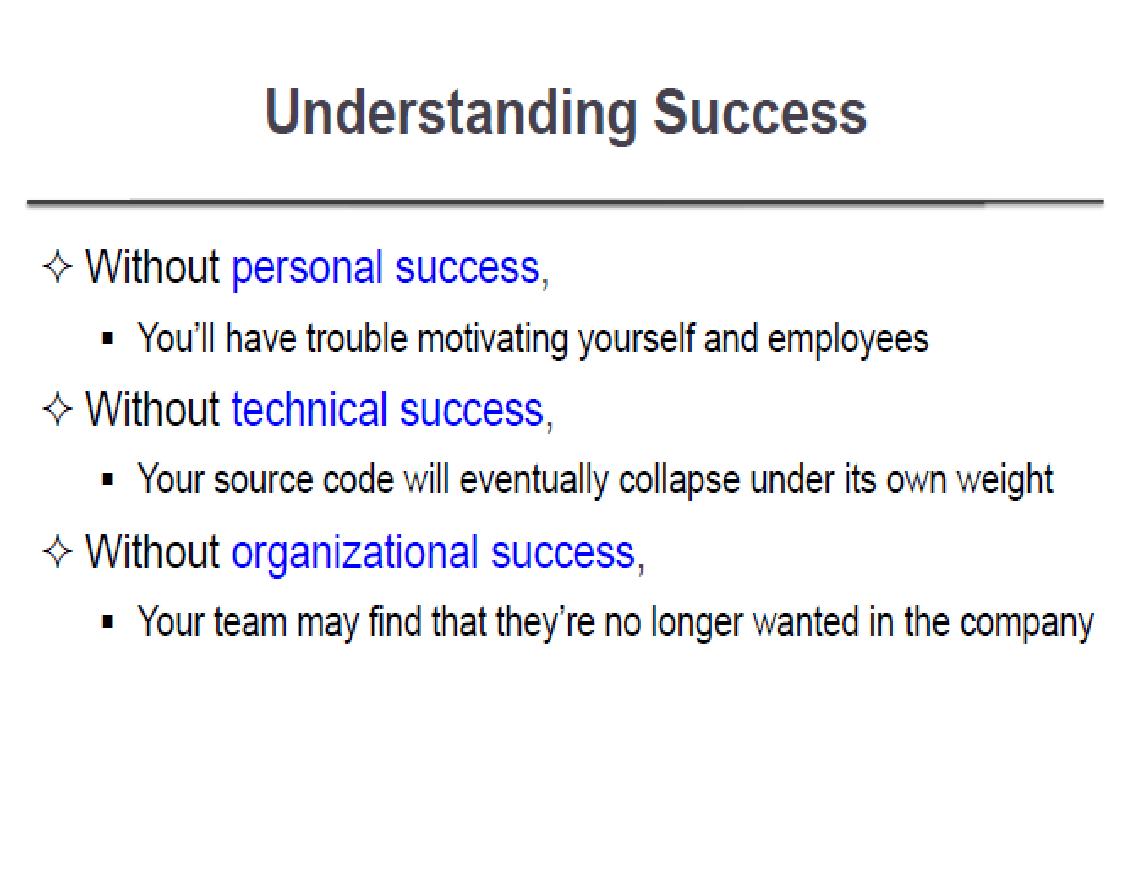 Understanding Success
✧ Without personal success,
▪ You’ll have trouble motivating yourself and employees
✧ Without technical success,
▪ Your source code will eventually collapse under its own weight
✧ Without organizational success,
▪ Your team may find that they’re no longer wanted in the company